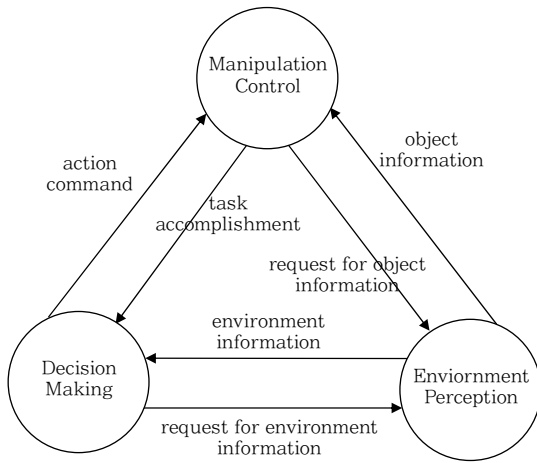 Manipulation
Control
object
information
action
command
task
accomplishment
request for object
information
environment
information
Decision
Making
Enviornment
Perception
request for environment
information